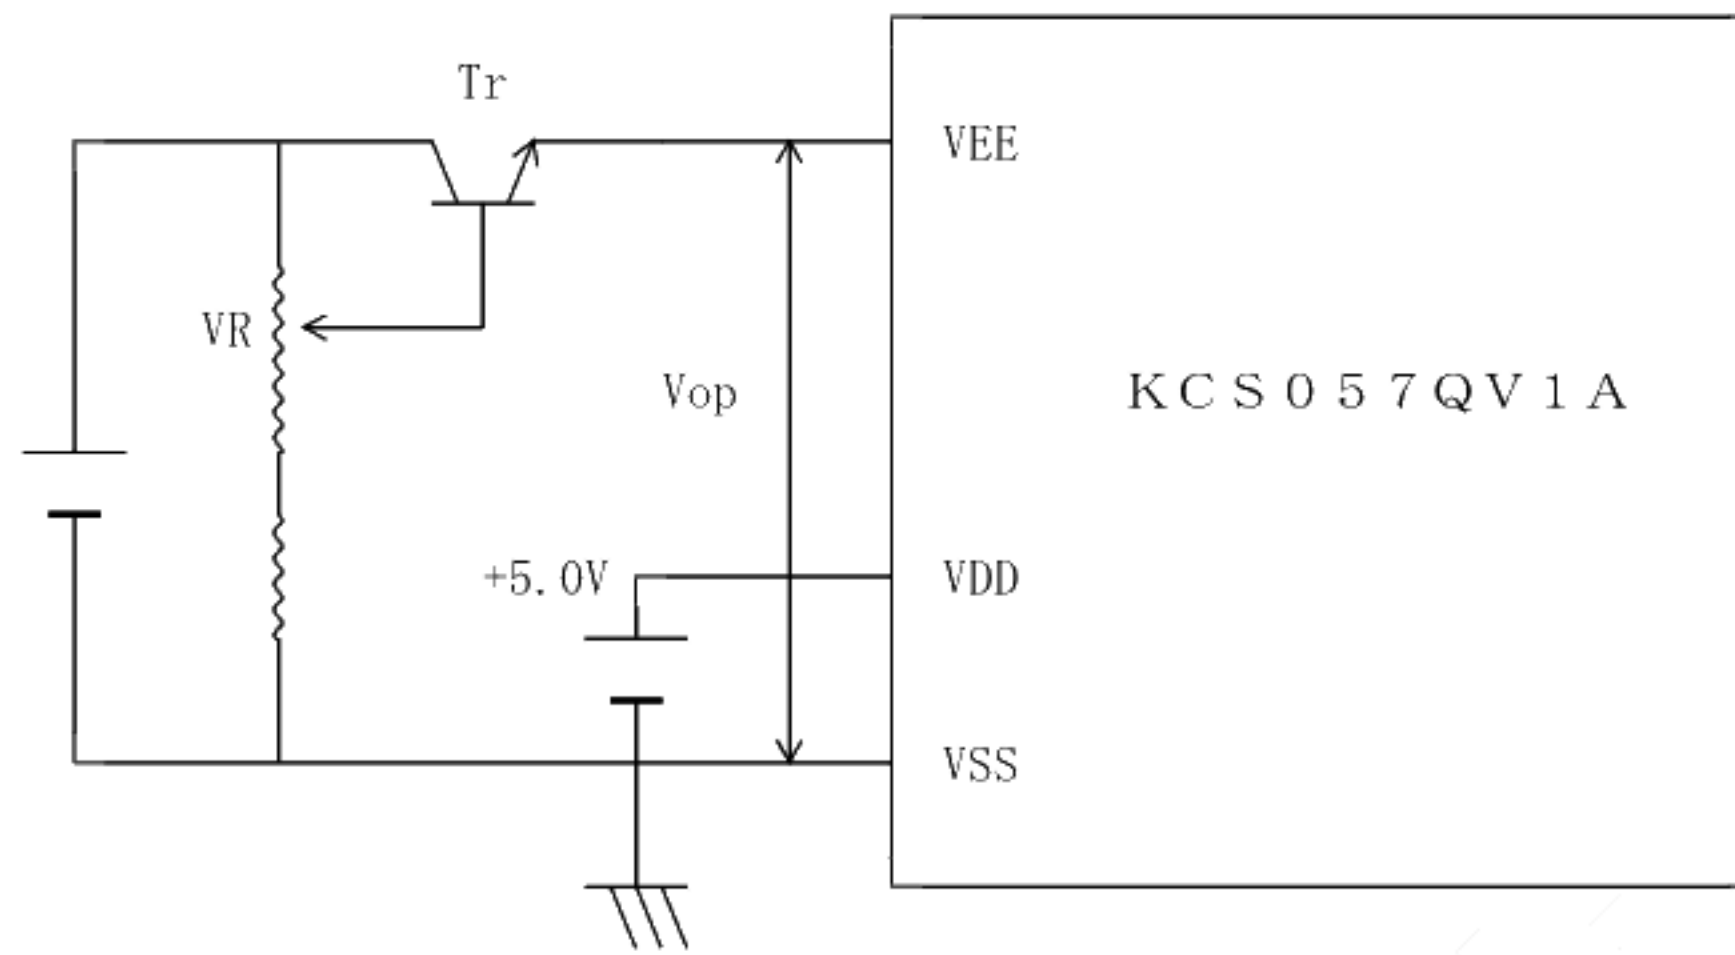 Tr
VEE
VR
Vop
KCS057QV1A
+5.0V
VDD
VSS